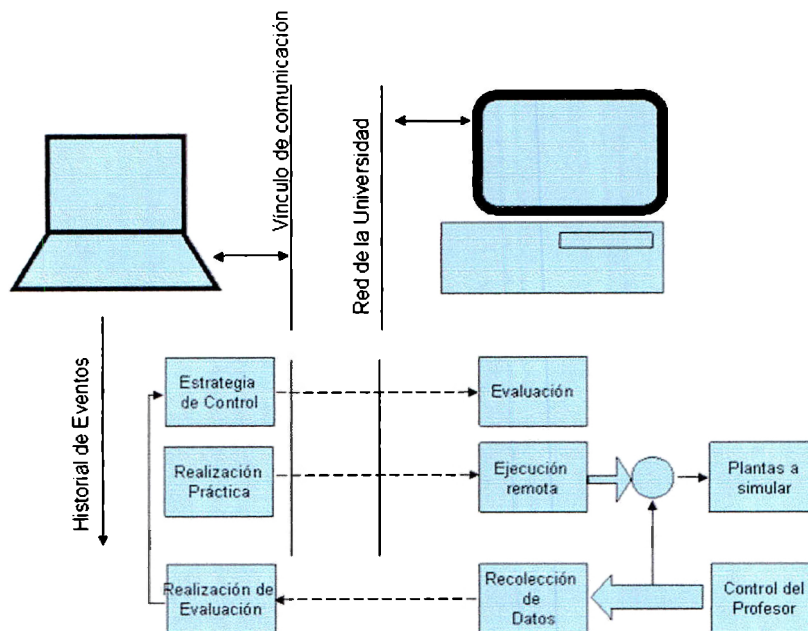 Vínculo de comunicación
Red de la Universidad
Historial de Eventos
Estrategia
de Control
Evaluación
Realización
Práctica
Ejecución
remota
Plantas a
simular
Realización de
Evaluación
Recolección
de
Datos
Control del
Profesor